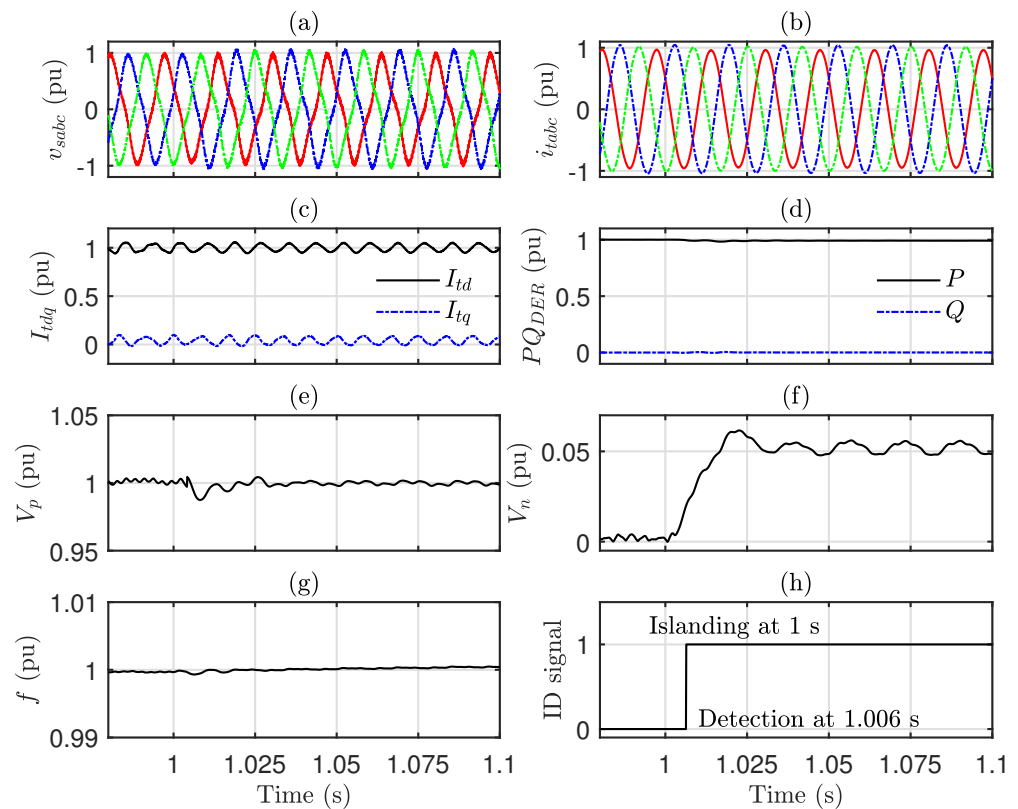 (a)
(b)
1
0
-1
v_sabc (pu)
1
0
-1
i_tabc (pu)
(c)
(d)
1
0.5
0
I_tdq (pu)
I_td
I_tq
1
0.5
0
PQ_DER (pu)
P
Q
(e)
(f)
1.05
1
0.95
V_p (pu)
0.05
0
V_n (pu)
(g)
(h)
1.01
1
0.99
f (pu)
1
0
ID signal
Islanding at 1 s
Detection at 1.006 s
1 1.025 1.05 1.075 1.1
Time (s)
1 1.025 1.05 1.075 1.1
Time (s)